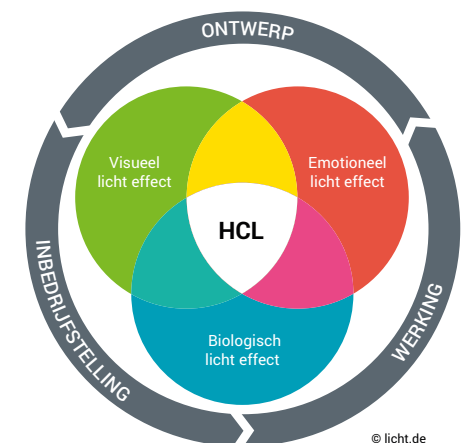 ONTWERP
Visueel
licht effect
Emotioneel
licht effect
HCL
INBEDRIJFSTELLING
WERKING
Biologisch
licht effect
© licht.de